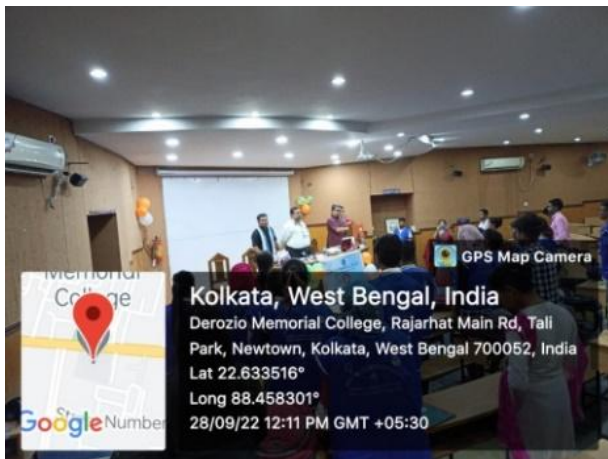 GPS Map Camera
Memorial
College
Kolkata, West Bengal, India
Derozio Memorial College, Rajarhat Main Rd, Tali
Park, Newtown, Kolkata, West Bengal 700052, India
Lat 22.633516°
Long 88.458301°
28/09/22 12:11 PM GMT +05:30
Google
Number